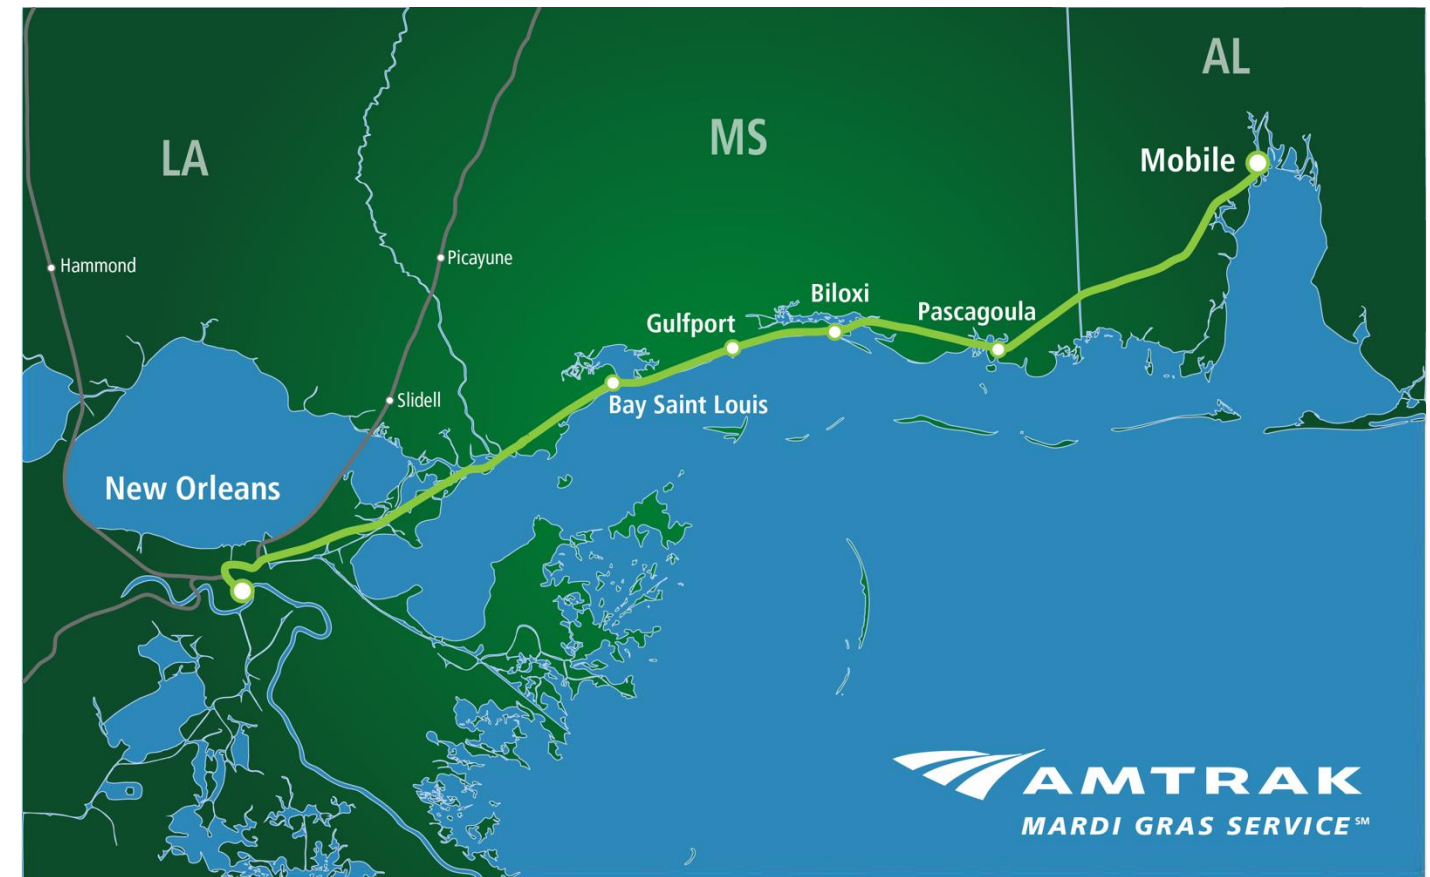 AL
MS
LA
Mobile
Hammond
Picayune
Biloxi
Pascagoula
Gulfport
Slidell
Bay Saint Louis
New Orleans
AMTRAK
MARDI GRAS SERVICE℠